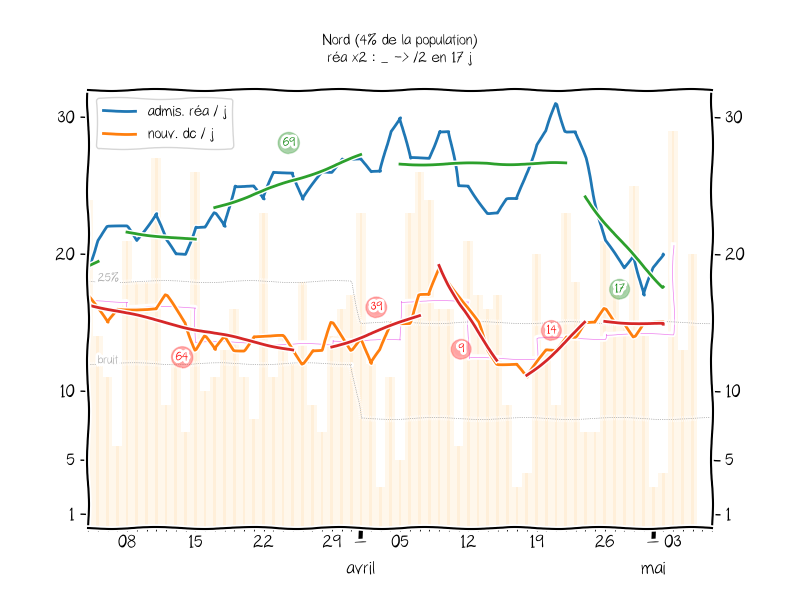 Nord (4% de la population)
réa x2 : _ -> /2 en 17 j
admis. réa / j
nouv. dc / j
30
30
69
20
20
25%
17
39
14
9
64
bruit
10
10
5
5
1
1
08 15 22 29 05 12 19 26 03
avril mai